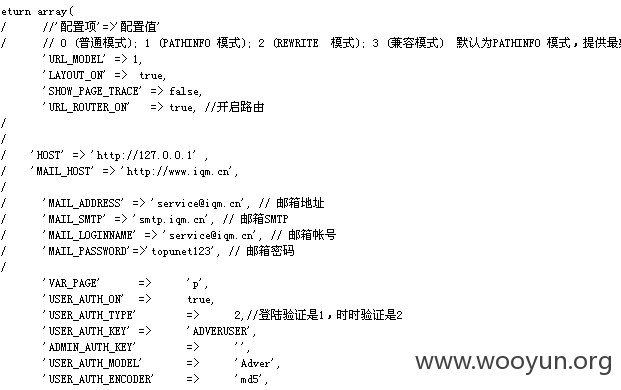 eturn array(
/ //'配置项'=>'配置值'
/ // 0 (普通模式); 1 (PATHINFO 模式); 2 (REWRITE 模式); 3 (兼容模式) 默认为PATHINFO 模式，提供最
'URL_MODEL' => 1,
'LAYOUT_ON' => true,
'SHOW_PAGE_TRACE' => false,
'URL_ROUTER_ON' => true, //开启路由
/
/
/ 'HOST' => 'http://127.0.0.1' ,
/ 'MAIL_HOST' => 'http://www.iqm.cn',
/
/ 'MAIL_ADDRESS' => 'service@iqm.cn', // 邮箱地址
/ 'MAIL_SMTP' => 'smtp.iqm.cn', // 邮箱SMTP
/ 'MAIL_LOGINNAME' => 'service@iqm.cn', // 邮箱帐号
/ 'MAIL_PASSWORD'=>'topunet123', // 邮箱密码
/
'VAR_PAGE' => 'p',
'USER_AUTH_ON' => true,
'USER_AUTH_TYPE' => 2,//登陆验证是1，时时验证是2
'USER_AUTH_KEY' => 'ADVERUSER',
'ADMIN_AUTH_KEY' => '',
'USER_AUTH_MODEL' => 'Adver',
'USER_AUTH_ENCODER' => 'md5',
www.wooyun.org